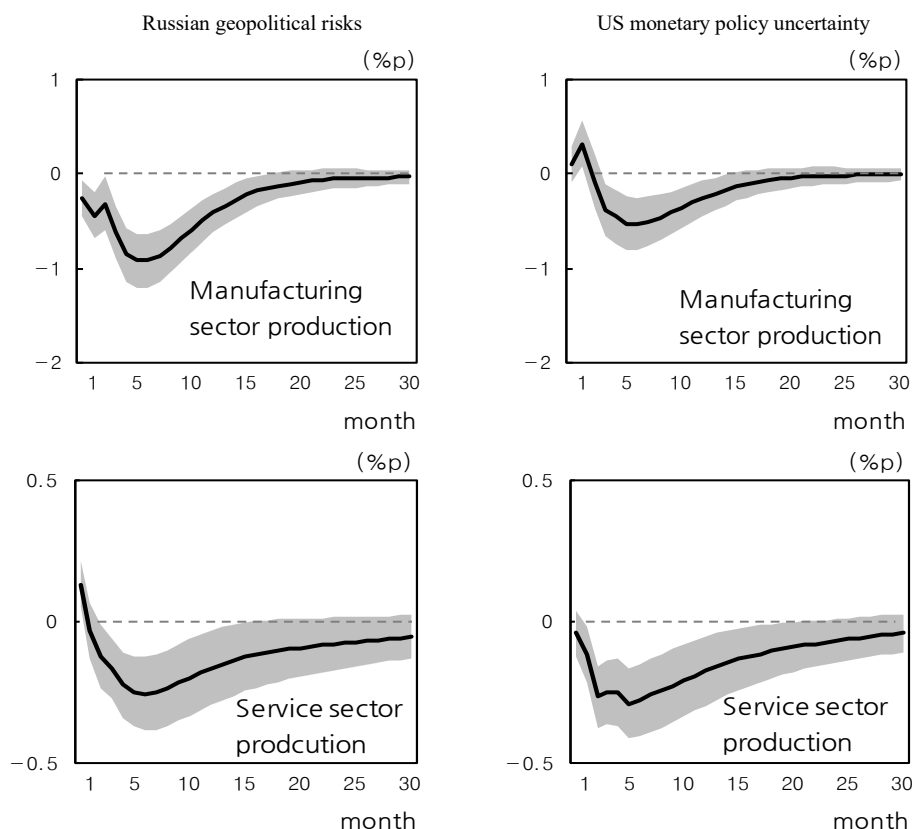 Russian geopolitical risks
US monetary policy uncertainty
(%p)
(%p)
1
0
−1
−2
Manufacturing
sector production
1 5 10 15 20 25 30
month
1
0
−1
−2
Manufacturing
sector production
1 5 10 15 20 25 30
month
(%p)
(%p)
0.5
0
−0.5
Service sector
prodcution
1 5 10 15 20 25 30
month
0.5
0
−0.5
Service sector
production
1 5 10 15 20 25 30
month